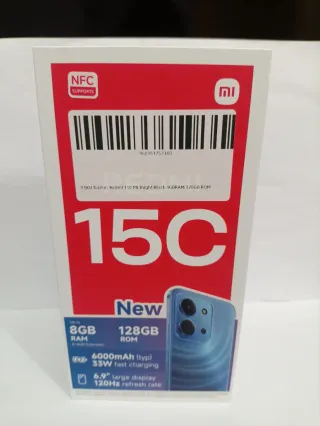 NFC
SUPPORTS
mi
15C
New
8GB
RAM
128GB
ROM
6000mAh (typ)
33W fast charging
6.9" large display
120Hz refresh rate